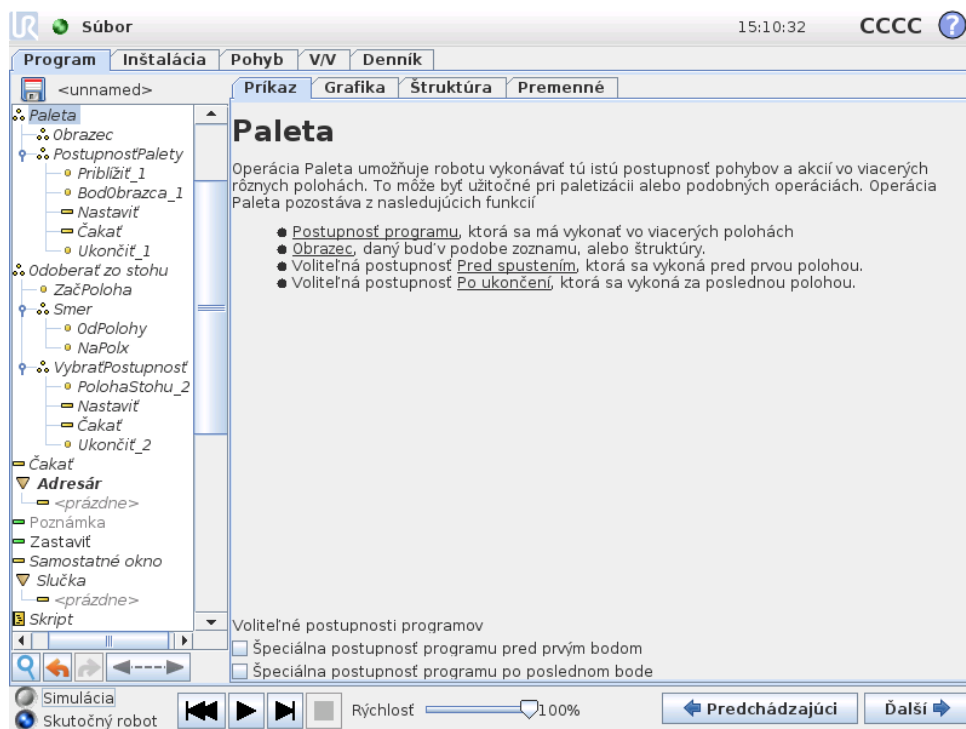 UR Súbor 15:10:32 CCCC ?
Program Inštalácia Pohyb V/V Denník
<unnamed>
Príkaz Grafika Štruktúra Premenné
Paleta
Obrazec
PostupnosťPalety
Priblížiť_1
BodObrazca_1
Nastaviť
Čakať
Ukončiť_1
Odoberať zo stohu
ZačPoloha
Smer
OdPolohy
NaPolx
VybraťPostupnosť
PolohaStohu_2
Nastaviť
Čakať
Ukončiť_2
Čakať
Adresár
<prázdne>
Poznámka
Zastaviť
Samostatné okno
Slučka
<prázdne>
Skript
Paleta
Operácia Paleta umožňuje robotu vykonávať tú istú postupnosť pohybov a akcií vo viacerých
rôznych polohách. To môže byť užitočné pri paletizácii alebo podobných operáciách. Operácia
Paleta pozostáva z nasledujúcich funkcií
● Postupnosť programu, ktorá sa má vykonať vo viacerých polohách
● Obrazec, daný buď v podobe zoznamu, alebo štruktúry.
● Voliteľná postupnosť Pred spustením, ktorá sa vykoná pred prvou polohou.
● Voliteľná postupnosť Po ukončení, ktorá sa vykoná za poslednou polohou.
Voliteľné postupnosti programov
Špeciálna postupnosť programu pred prvým bodom
Špeciálna postupnosť programu po poslednom bode
Simulácia
Skutočný robot
Rýchlosť 100%
Predchádzajúci Ďalší